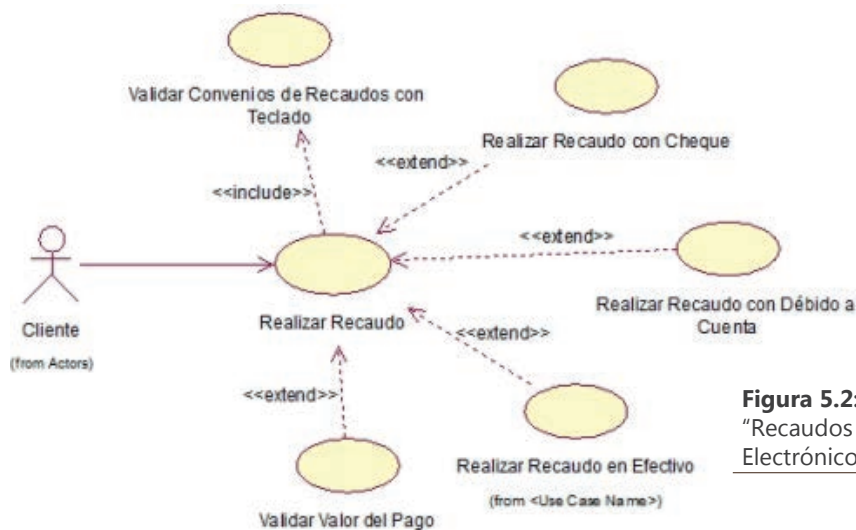 Validar Convenios de Recaudos con
Teclado
Realizar Recaudo con Cheque
<<extend>>
<<include>>
<<extend>>
Cliente
(from Actors)
Realizar Recaudo
Realizar Recaudo con Débido a
Cuenta
<<extend>>
<<extend>>
Realizar Recaudo en Efectivo
(from <Use Case Name>)
Validar Valor del Pago
Figura 5.2:
"Recaudos
Electrónico